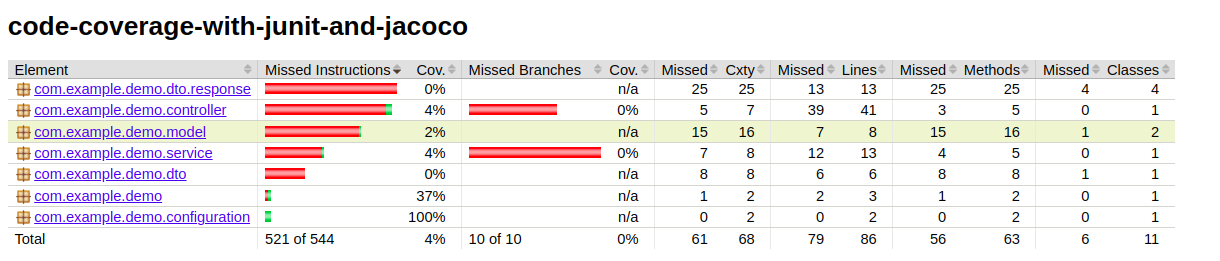 code-coverage-with-junit-and-jacoco
Element Missed Instructions Cov. Missed Branches Cov. Missed Cxty Missed Lines Missed Methods Missed Classes
com.example.demo.dto.response 0% n/a 25 25 13 13 25 25 4 4
com.example.demo.controller 4% 0% 5 7 39 41 3 5 0 1
com.example.demo.model 2% n/a 15 16 7 8 15 16 1 2
com.example.demo.service 4% 0% 7 8 12 13 4 5 0 1
com.example.demo.dto 0% n/a 8 8 6 6 8 8 1 1
com.example.demo 37% n/a 1 2 2 3 1 2 0 1
com.example.demo.configuration 100% n/a 0 2 0 2 0 2 0 1
Total 521 of 544 4% 10 of 10 0% 61 68 79 86 56 63 6 11